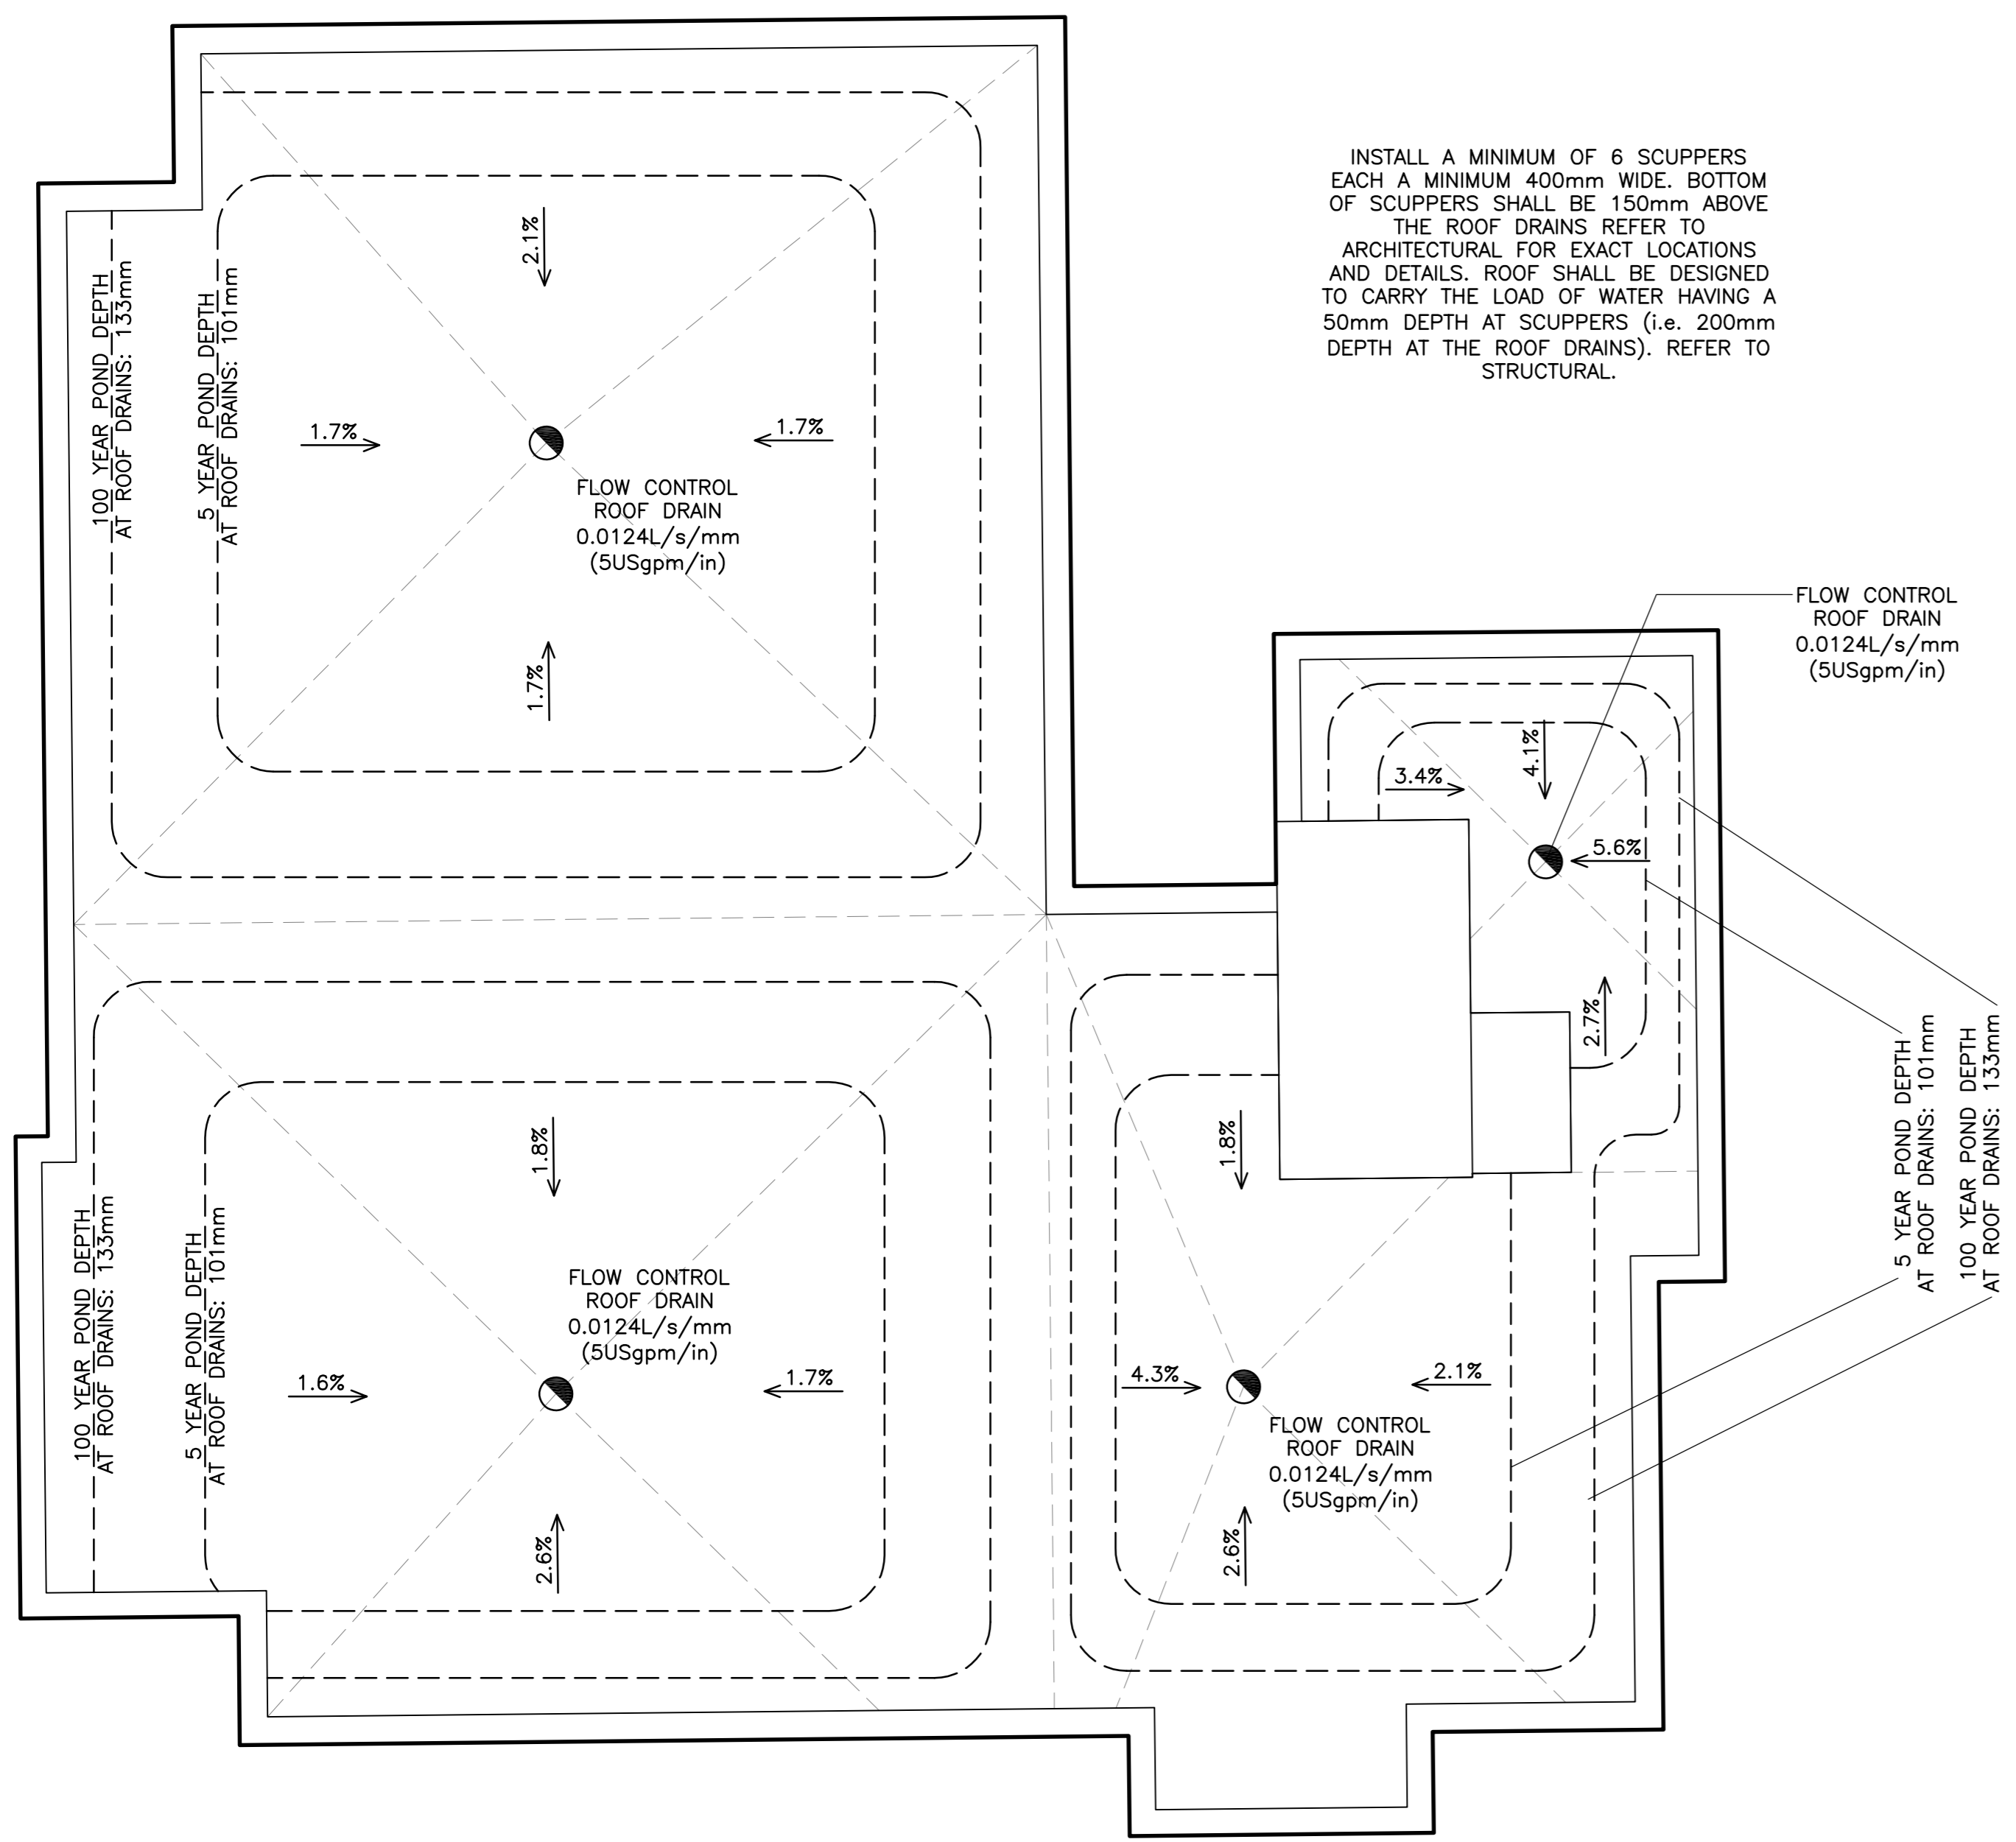 INSTALL A MINIMUM OF 6 SCUPPERS
EACH A MINIMUM 400mm WIDE. BOTTOM
OF SCUPPERS SHALL BE 150mm ABOVE
THE ROOF DRAINS REFER TO
ARCHITECTURAL FOR EXACT LOCATIONS
AND DETAILS. ROOF SHALL BE DESIGNED
TO CARRY THE LOAD OF WATER HAVING A
50mm DEPTH AT SCUPPERS (i.e. 200mm
DEPTH AT THE ROOF DRAINS). REFER TO
STRUCTURAL.
100 YEAR POND DEPTH
AT ROOF DRAINS: 133mm
5 YEAR POND DEPTH
AT ROOF DRAINS: 101mm
2.1%
1.7%
1.7%
FLOW CONTROL
ROOF DRAIN
0.0124L/s/mm
(5USgpm/in)
1.7%
FLOW CONTROL
ROOF DRAIN
0.0124L/s/mm
(5USgpm/in)
4.1%
3.4%
5.6%
2.7%
5 YEAR POND DEPTH
AT ROOF DRAINS: 101mm
100 YEAR POND DEPTH
AT ROOF DRAINS: 133mm
100 YEAR POND DEPTH
AT ROOF DRAINS: 133mm
5 YEAR POND DEPTH
AT ROOF DRAINS: 101mm
1.8%
FLOW CONTROL
ROOF DRAIN
0.0124L/s/mm
(5USgpm/in)
1.6%
1.7%
2.6%
1.8%
4.3%
2.1%
FLOW CONTROL
ROOF DRAIN
0.0124L/s/mm
(5USgpm/in)
2.6%